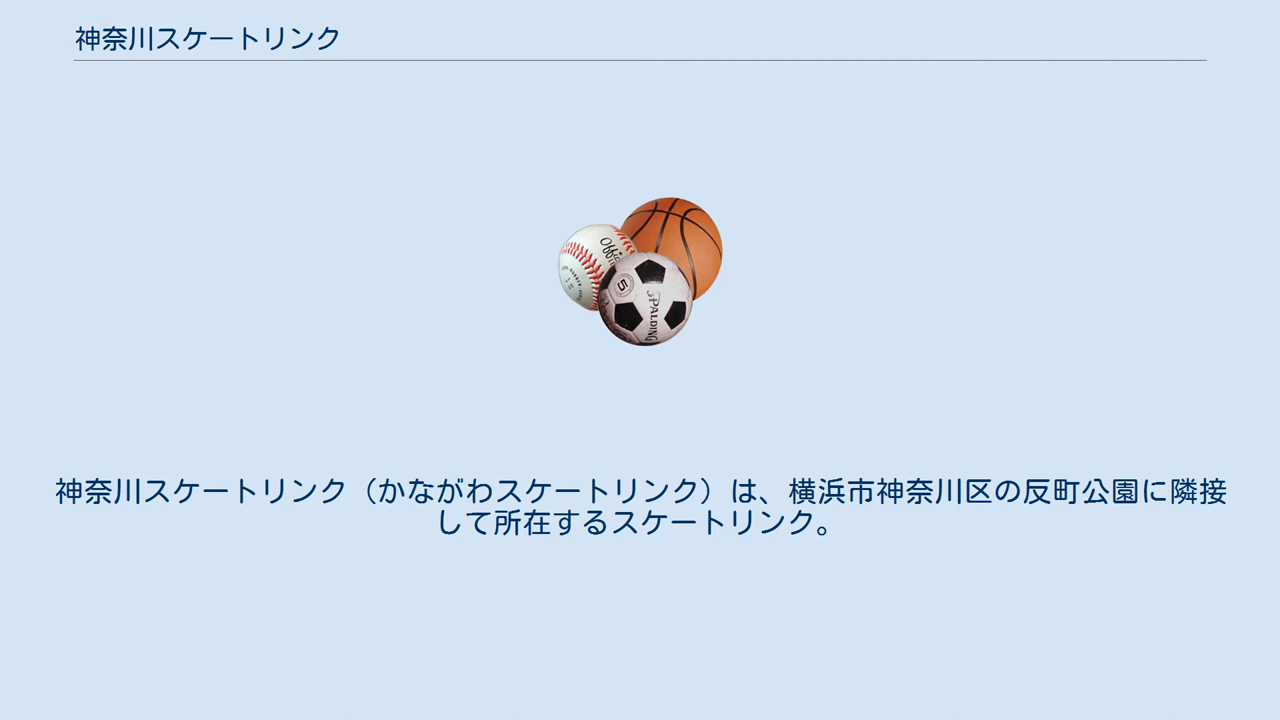 神奈川スケートリンク
Offic
5
SPALDING
神奈川スケートリンク（かながわスケートリンク）は、横浜市神奈川区の反町公園に隣接
して所在するスケートリンク。